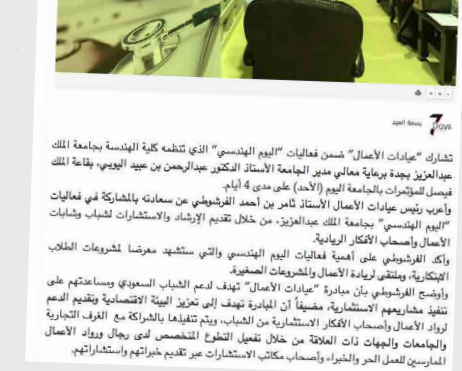 7Days
بسمة العيد
تشارك "عيادات الأعمال" ضمن فعاليات "اليوم الهندسي" الذي تنظمه كلية الهندسة بجامعة الملك
عبدالعزيز بجدة برعاية معالي مدير الجامعة الأستاذ الدكتور عبدالرحمن بن عبيد اليوبي، بقاعة الملك
فيصل للمؤتمرات بالجامعة اليوم (الأحد) على مدى 4 أيام.
وأعرب رئيس عيادات الأعمال الأستاذ ثامر بن أحمد الفرشوطي عن سعادته بالمشاركة في فعاليات
"اليوم الهندسي" بجامعة الملك عبدالعزيز، من خلال تقديم الإرشاد والاستشارات لشباب وشابات
الأعمال وأصحاب الأفكار الريادية.
وأكد الفرشوطي على أهمية فعاليات اليوم الهندسي والتي ستشهد معرضا لمشروعات الطلاب
الابتكارية، وملتقى لريادة الأعمال والمشروعات الصغيرة.
وأوضح الفرشوطي بأن مبادرة "عيادات الأعمال" تهدف لدعم الشباب السعودي ومساعدتهم على
تنفيذ مشاريعهم الاستثمارية، مضيفاً أن المبادرة تهدف إلى تعزيز البيئة الاقتصادية وتقديم الدعم
لرواد الأعمال وأصحاب الأفكار الاستثمارية من الشباب، ويتم تنفيذها بالشراكة مع الغرف التجارية
والجامعات والجهات ذات العلاقة من خلال تفعيل التطوع المتخصص لدى رجال ورواد الأعمال
الممارسين للعمل الحر والخبراء وأصحاب مكاتب الاستشارات عبر تقديم خبراتهم واستشاراتهم.